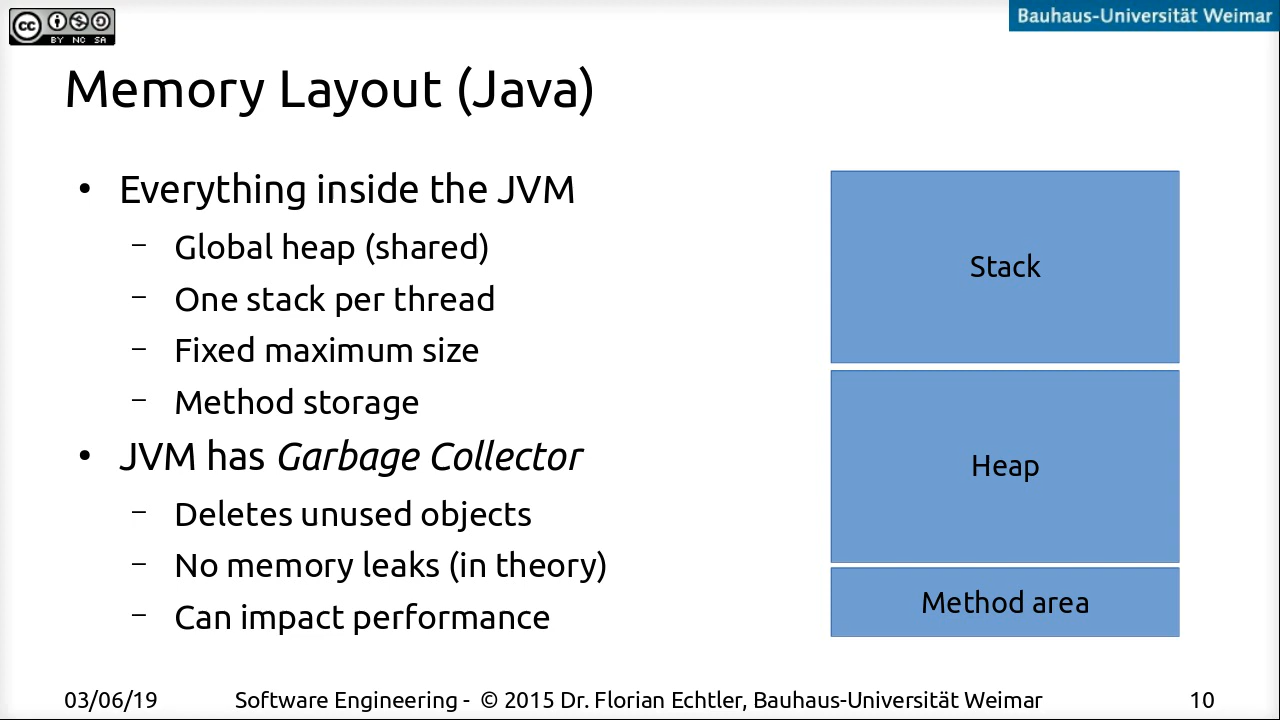 BY NC SA
Bauhaus-Universität Weimar
Memory Layout (Java)
• Everything inside the JVM
– Global heap (shared)
– One stack per thread
– Fixed maximum size
– Method storage
• JVM has Garbage Collector
– Deletes unused objects
– No memory leaks (in theory)
– Can impact performance
Stack
Heap
Method area
03/06/19 Software Engineering - © 2015 Dr. Florian Echtler, Bauhaus-Universität Weimar 10